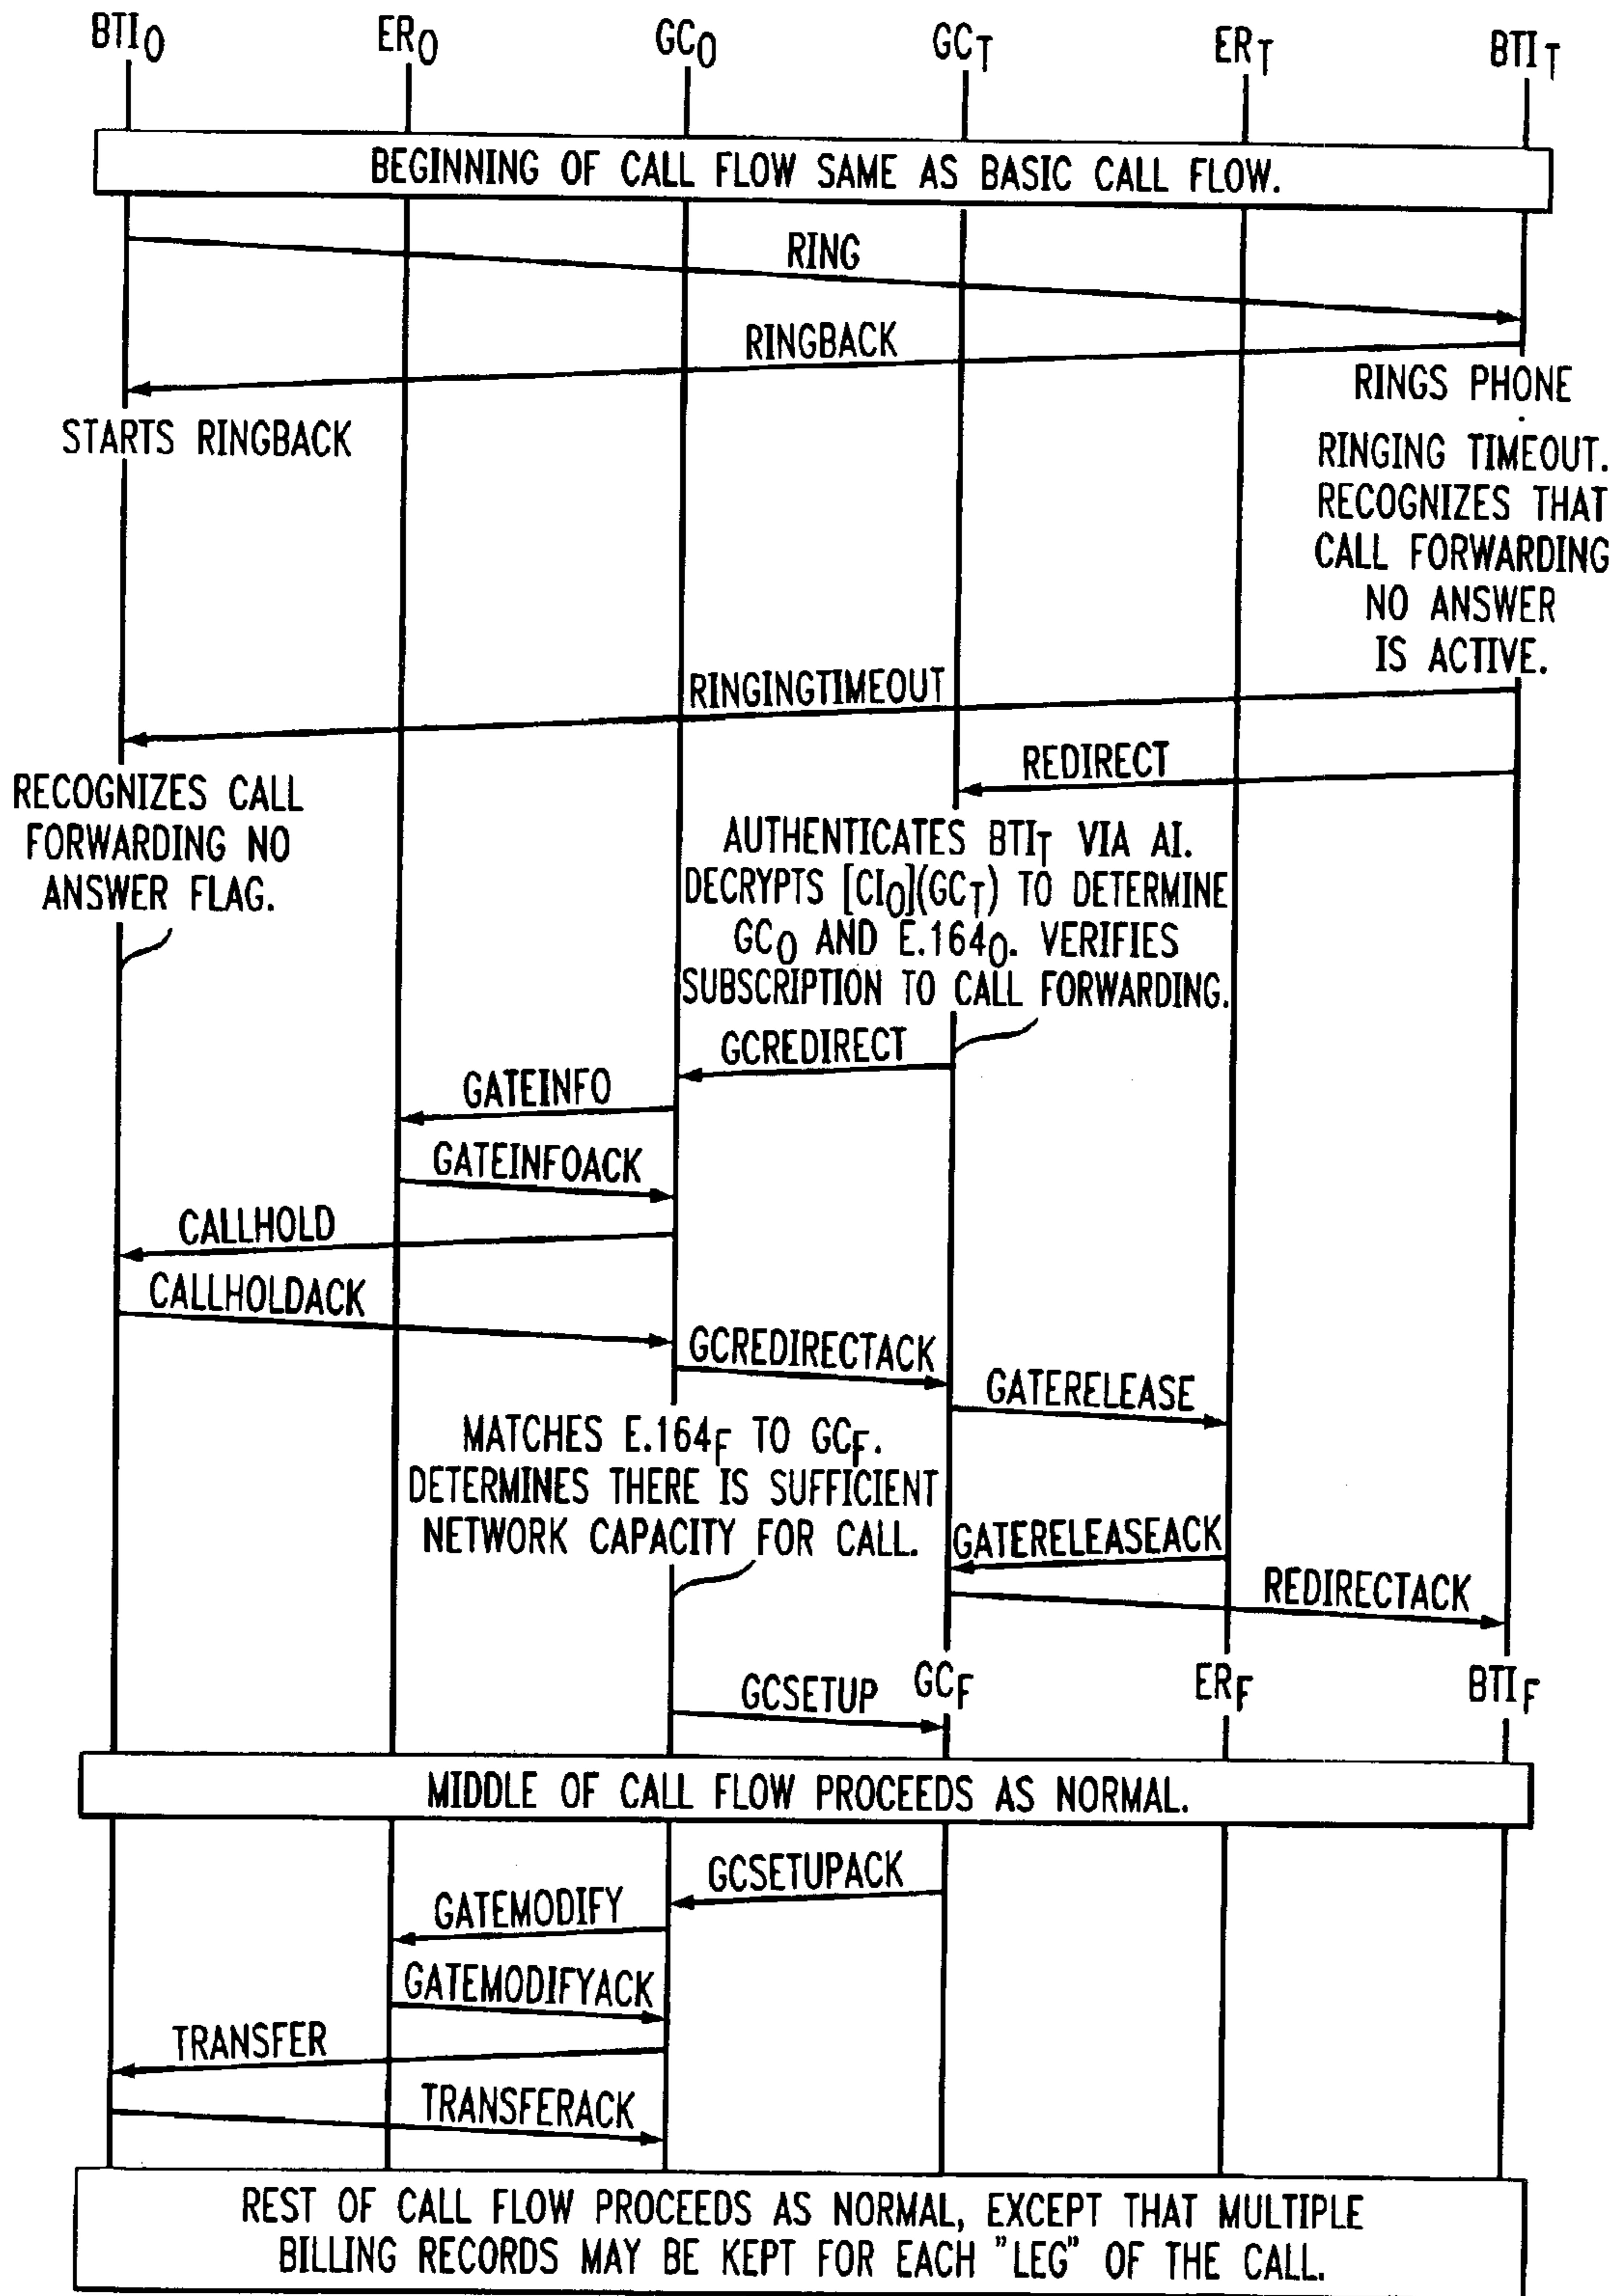 BTIO ERO GCO GCT ERT BTIT
BEGINNING OF CALL FLOW SAME AS BASIC CALL FLOW.
RING
RINGBACK
RINGS PHONE
STARTS RINGBACK
RINGING TIMEOUT.
RECOGNIZES THAT
CALL FORWARDING
NO ANSWER
IS ACTIVE.
RINGINGTIMEOUT
REDIRECT
RECOGNIZES CALL
FORWARDING NO
ANSWER FLAG.
AUTHENTICATES BTIT VIA AI.
DECRYPTS [CIO](GCT) TO DETERMINE
GCO AND E.164O. VERIFIES
SUBSCRIPTION TO CALL FORWARDING.
GCREDIRECT
GATEINFO
GATEINFOACK
CALLHOLD
CALLHOLDACK
GCREDIRECTACK
GATERELEASE
MATCHES E.164F TO GCF.
DETERMINES THERE IS SUFFICIENT
NETWORK CAPACITY FOR CALL.
GATERELEASEACK
REDIRECTACK
GCSETUP GCF ERF BTIF
MIDDLE OF CALL FLOW PROCEEDS AS NORMAL.
GCSETUPACK
GATEMODIFY
GATEMODIFYACK
TRANSFER
TRANSFERACK
REST OF CALL FLOW PROCEEDS AS NORMAL, EXCEPT THAT MULTIPLE
BILLING RECORDS MAY BE KEPT FOR EACH "LEG" OF THE CALL.